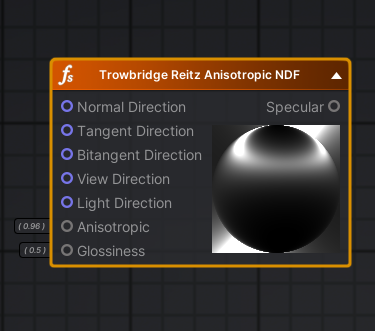 fs Trowbridge Reitz Anisotropic NDF
Normal Direction Specular
Tangent Direction
Bitangent Direction
View Direction
Light Direction
(0.96) Anisotropic
(0.5) Glossiness